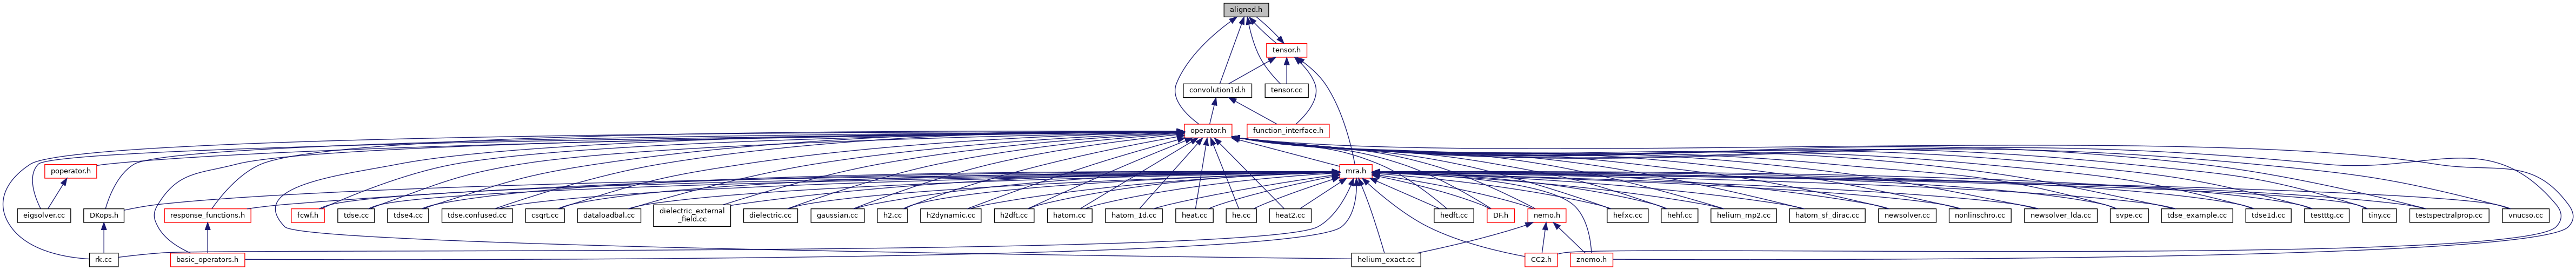 aligned.h
tensor.h
convolution1d.h
tensor.cc
operator.h
function_interface.h
poperator.h
mra.h
eigsolver.cc
DKops.h
response_functions.h
fcwf.h
tdse.cc
tdse4.cc
tdse.confused.cc
csqrt.cc
dataloadbal.cc
dielectric_external
_field.cc
dielectric.cc
gaussian.cc
h2.cc
h2dynamic.cc
h2dft.cc
hatom.cc
hatom_1d.cc
heat.cc
he.cc
heat2.cc
hedft.cc
DF.h
nemo.h
hefxc.cc
hehf.cc
helium_mp2.cc
hatom_sf_dirac.cc
newsolver.cc
nonlinschro.cc
newsolver_lda.cc
svpe.cc
tdse_example.cc
tdse1d.cc
testttg.cc
tiny.cc
testspectralprop.cc
vnucso.cc
rk.cc
basic_operators.h
helium_exact.cc
CC2.h
znemo.h